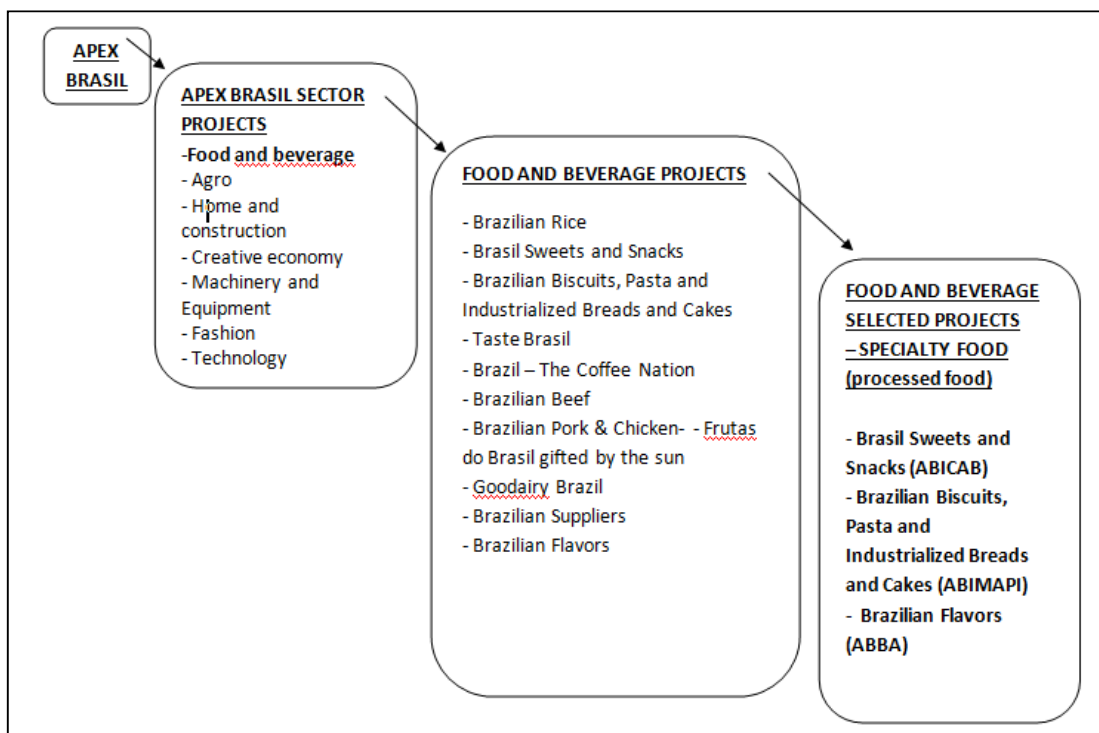 APEX
BRASIL
APEX BRASIL SECTOR
PROJECTS
-Food and beverage
- Agro
- Home and
construction
- Creative economy
- Machinery and
Equipment
- Fashion
- Technology
FOOD AND BEVERAGE PROJECTS
- Brazilian Rice
- Brasil Sweets and Snacks
- Brazilian Biscuits, Pasta and
Industrialized Breads and Cakes
- Taste Brasil
- Brazil – The Coffee Nation
- Brazilian Beef
- Brazilian Pork & Chicken- - Frutas
do Brasil gifted by the sun
- Goodairy Brazil
- Brazilian Suppliers
- Brazilian Flavors
FOOD AND BEVERAGE
SELECTED PROJECTS
– SPECIALTY FOOD
(processed food)
- Brasil Sweets and
Snacks (ABICAB)
- Brazilian Biscuits,
Pasta and
Industrialized Breads
and Cakes (ABIMAPI)
- Brazilian Flavors
(ABBA)